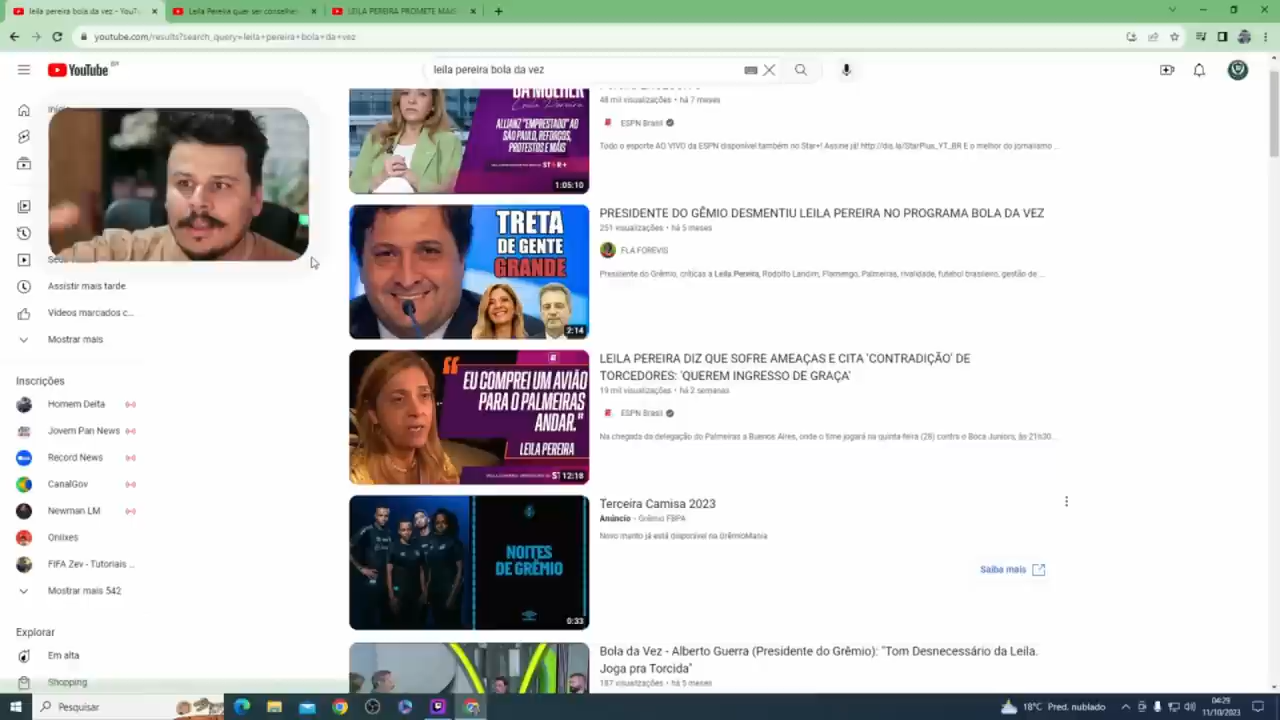 leila pereira bola da vez - YouTu
Leila Pereira quer ser conselhei
LEILA PEREIRA PROMETE MAIS
youtube.com/results?search_query=leila+pereira+bola+da+vez
YouTube BR
leila pereira bola da vez
Início
Assistir mais tarde
Vídeos marcados c...
Mostrar mais
Inscrições
Homem Delta
Jovem Pan News
Record News
CanalGov
Newman LM
Onlixes
FIFA Zev - Tutoriais ...
Mostrar mais 542
Explorar
Em alta
Shopping
DA MULHER
Leila Pereira
ALLIANZ "EMPRESTADO" AO
SÃO PAULO, REFORÇOS,
PROTESTOS E MAIS
STAR+
1:05:10
48 mil visualizações • há 7 meses
ESPN Brasil
Todo o esporte AO VIVO da ESPN disponível também no Star+! Assine já! http://dis.la/StarPlus_YT_BR E o melhor do jornalismo ...
TRETA
DE GENTE
GRANDE
2:14
PRESIDENTE DO GÊMIO DESMENTIU LEILA PEREIRA NO PROGRAMA BOLA DA VEZ
251 visualizações • há 5 meses
FLA FOREVIS
Presidente do Grêmio, críticas a Leila Pereira, Rodolfo Landim, Flamengo, Palmeiras, rivalidade, futebol brasileiro, gestão de ...
"EU COMPREI UM AVIÃO
PARA O PALMEIRAS
ANDAR."
LEILA PEREIRA
12:18
LEILA PEREIRA DIZ QUE SOFRE AMEAÇAS E CITA 'CONTRADIÇÃO' DE
TORCEDORES: 'QUEREM INGRESSO DE GRAÇA'
19 mil visualizações • há 2 semanas
ESPN Brasil
Na chegada da delegação do Palmeiras a Buenos Aires, onde o time jogará na quinta-feira (28) contra o Boca Juniors, às 21h30...
NOITES
DE GRÊMIO
0:33
Terceira Camisa 2023
Anúncio - Grêmio FBPA
Novo manto já está disponível na GrêmioMania
Saiba mais
Bola da Vez - Alberto Guerra (Presidente do Grêmio): "Tom Desnecessário da Leila.
Joga pra Torcida"
187 visualizações • há 5 meses
Pesquisar
18°C Pred. nublado
04:29
11/10/2023